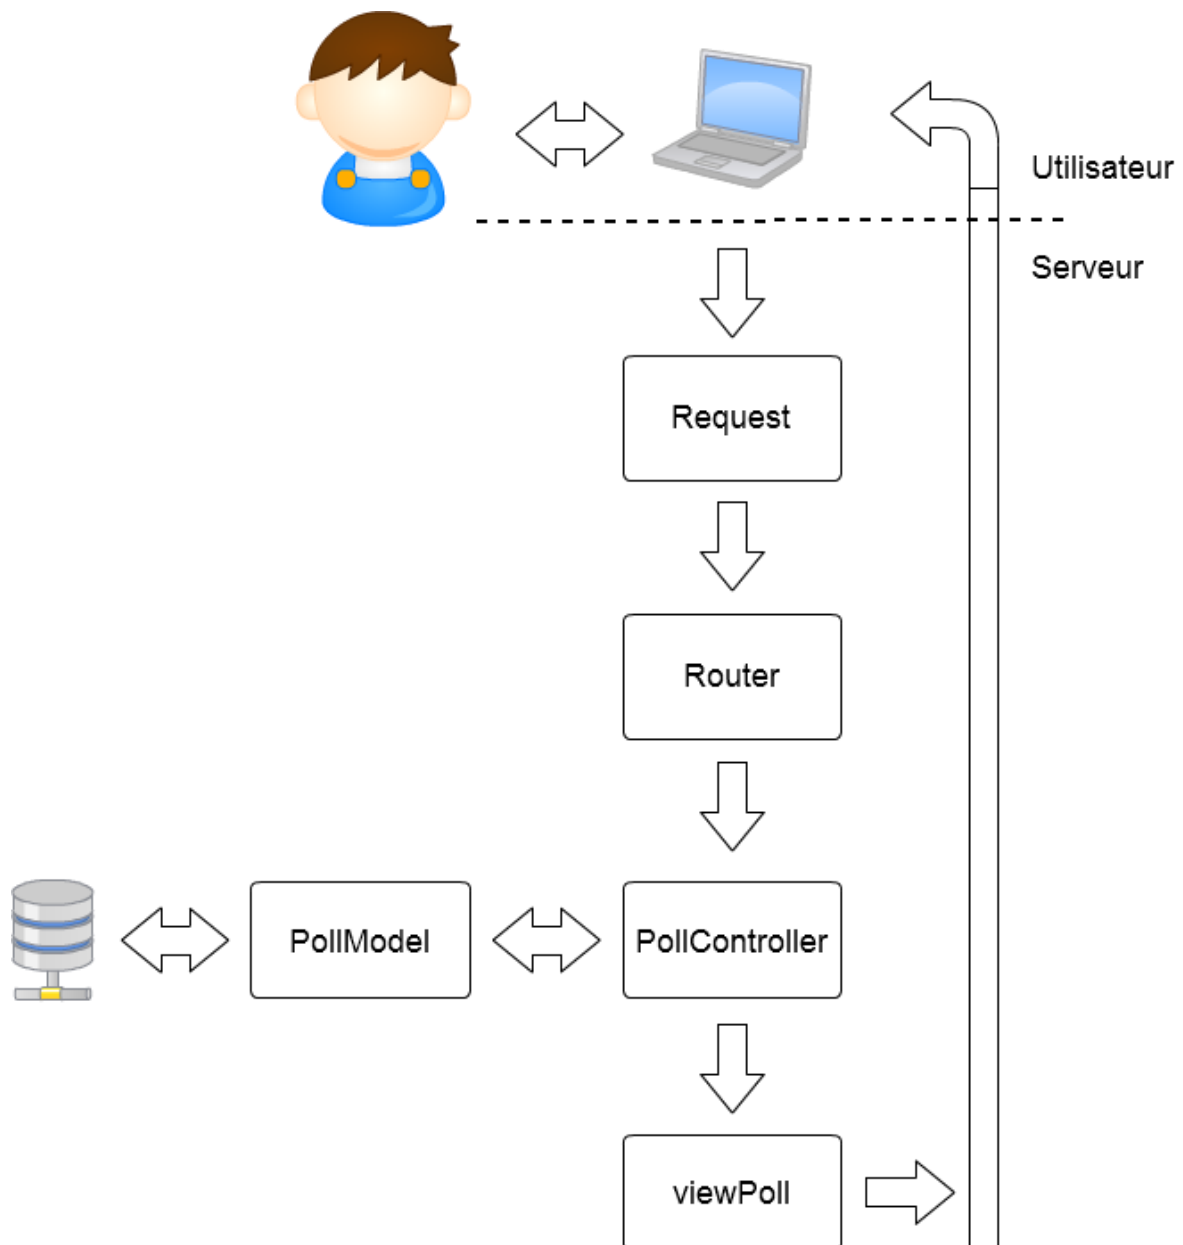 Utilisateur
Serveur
Request
Router
PollModel
PollController
viewPoll